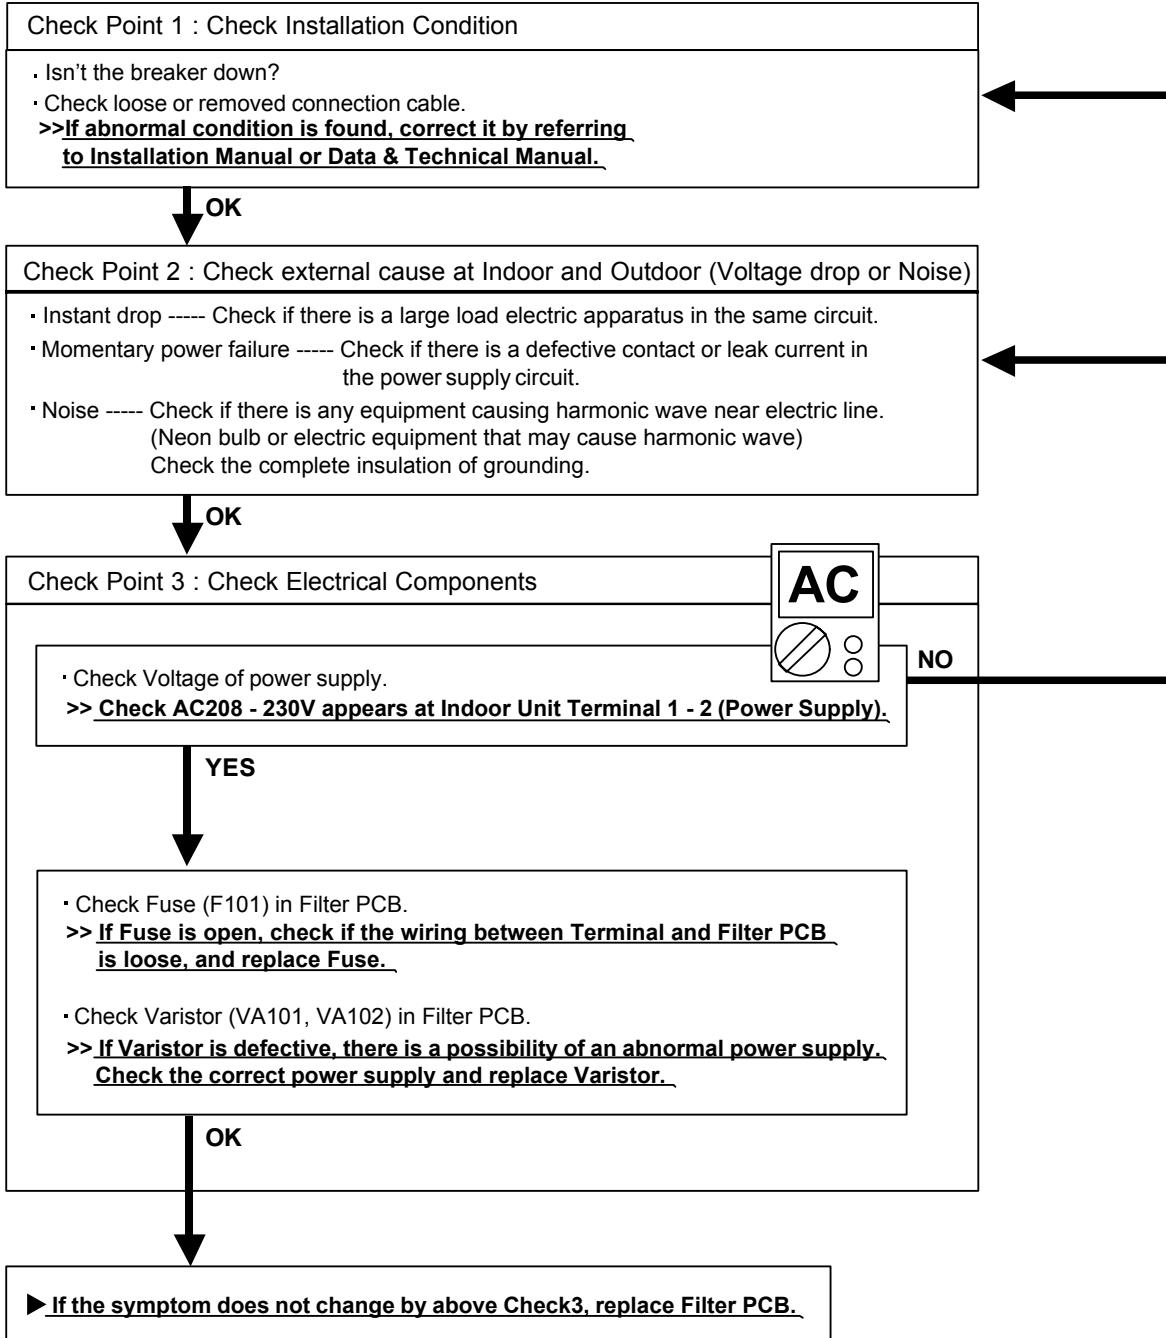 Check Point 1 : Check Installation Condition
· Isn't the breaker down?
· Check loose or removed connection cable.
>>If abnormal condition is found, correct it by referring
to Installation Manual or Data & Technical Manual.
OK
Check Point 2 : Check external cause at Indoor and Outdoor (Voltage drop or Noise)
· Instant drop ----- Check if there is a large load electric apparatus in the same circuit.
· Momentary power failure ----- Check if there is a defective contact or leak current in
the power supply circuit.
· Noise ----- Check if there is any equipment causing harmonic wave near electric line.
(Neon bulb or electric equipment that may cause harmonic wave)
Check the complete insulation of grounding.
OK
Check Point 3 : Check Electrical Components
AC
· Check Voltage of power supply.
>> Check AC208 - 230V appears at Indoor Unit Terminal 1 - 2 (Power Supply).
NO
YES
· Check Fuse (F101) in Filter PCB.
>> If Fuse is open, check if the wiring between Terminal and Filter PCB
is loose, and replace Fuse.
· Check Varistor (VA101, VA102) in Filter PCB.
>> If Varistor is defective, there is a possibility of an abnormal power supply.
Check the correct power supply and replace Varistor.
OK
▶ If the symptom does not change by above Check3, replace Filter PCB.